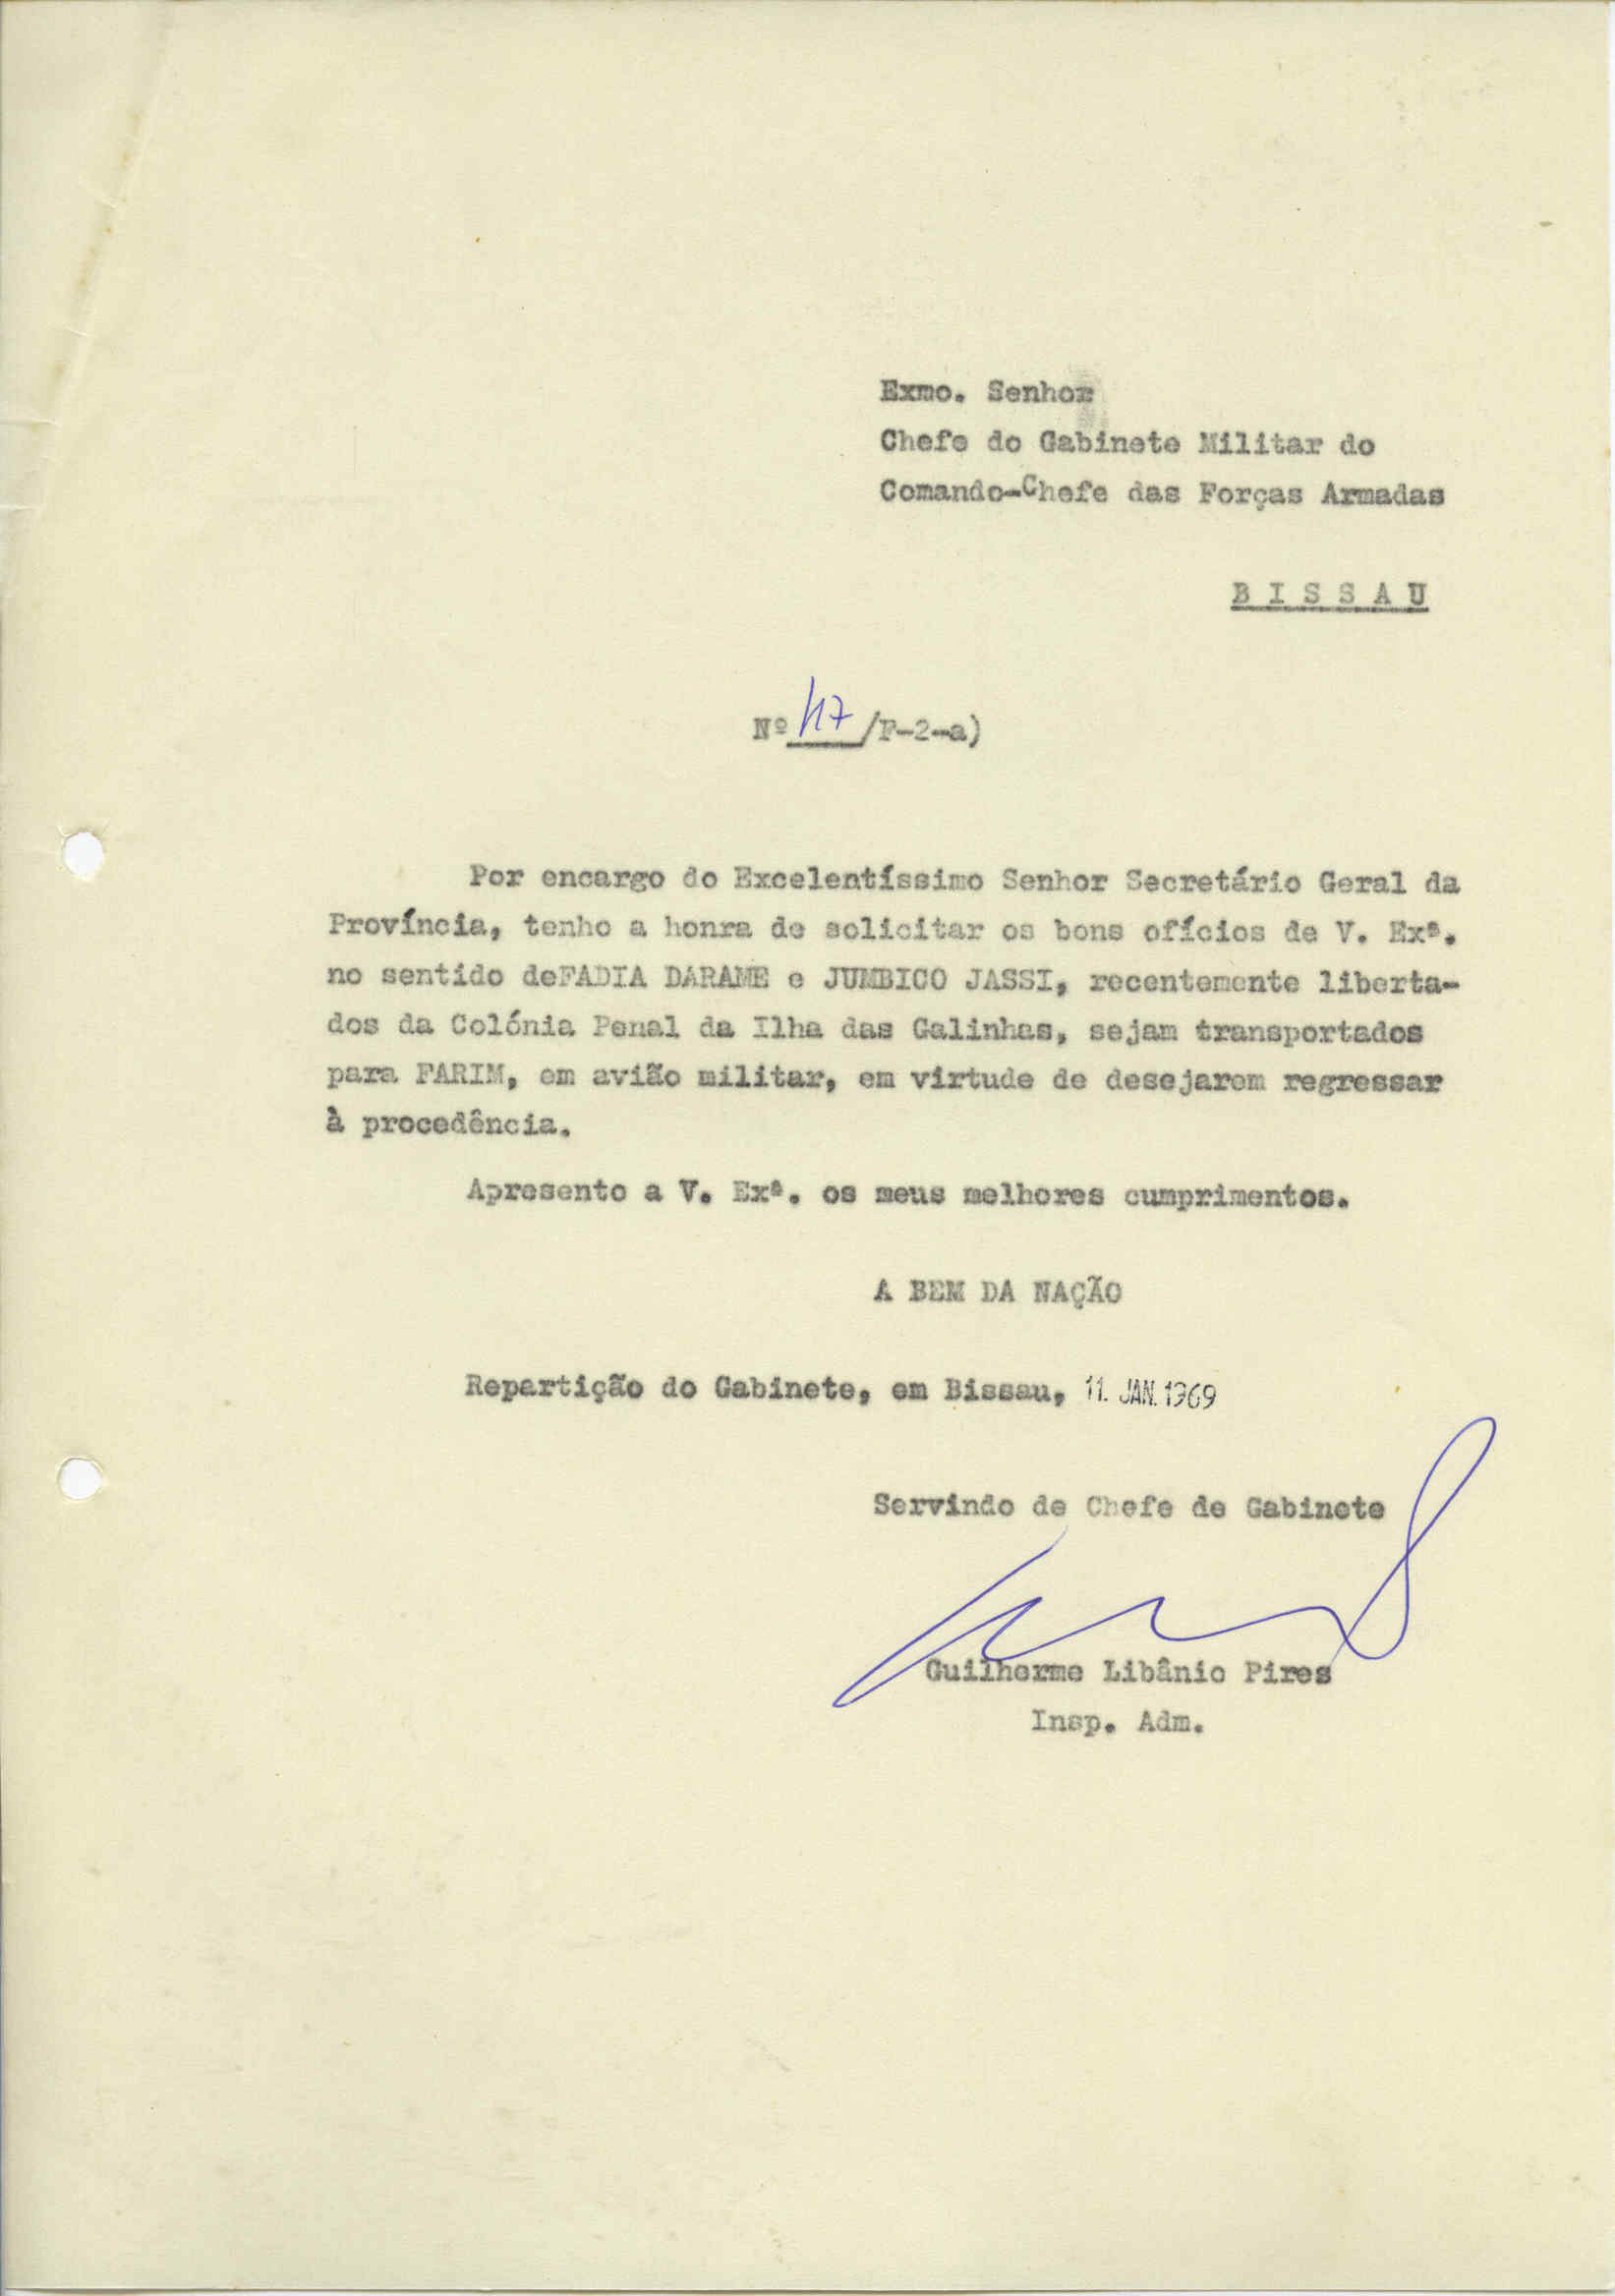 Exmo. Senhor
Chefe do Gabinete Militar do
Comando-Chefe das Forças Armadas
B I S S A U
Nº 117 /P-2-a)
Por encargo do Excelentíssimo Senhor Secretário Geral da
Província, tenho a honra de solicitar os bons ofícios de V. Exª.
no sentido deFADIA DARAME e JUMBICO JASSI, recentemente liberta-
dos da Colónia Penal da Ilha das Galinhas, sejam transportados
para FARIM, em avião militar, em virtude de desejarem regressar
à procedência.
Apresento a V. Exª. os meus melhores cumprimentos.
A BEM DA NAÇÃO
Repartição do Gabinete, em Bissau, 11. JAN. 1969
Servindo de Chefe de Gabinete
Guilherme Libânio Pires
Insp. Adm.